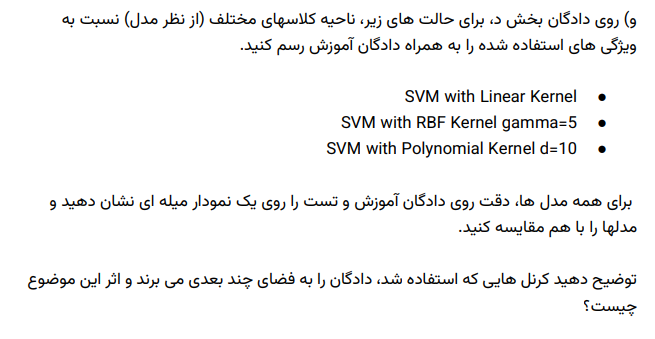 و) روی دادگان بخش د، برای حالت های زیر، ناحیه کلاسهای مختلف (از نظر مدل) نسبت به
ویژگی های استفاده شده را به همراه دادگان آموزش رسم کنید.
● SVM with Linear Kernel
● SVM with RBF Kernel gamma=5
● SVM with Polynomial Kernel d=10
برای همه مدل ها، دقت روی دادگان آموزش و تست را روی یک نمودار میله ای نشان دهید و
مدلها را با هم مقایسه کنید.
توضیح دهید کرنل هایی که استفاده شد، دادگان را به فضای چند بعدی می برند و اثر این موضوع
چیست؟